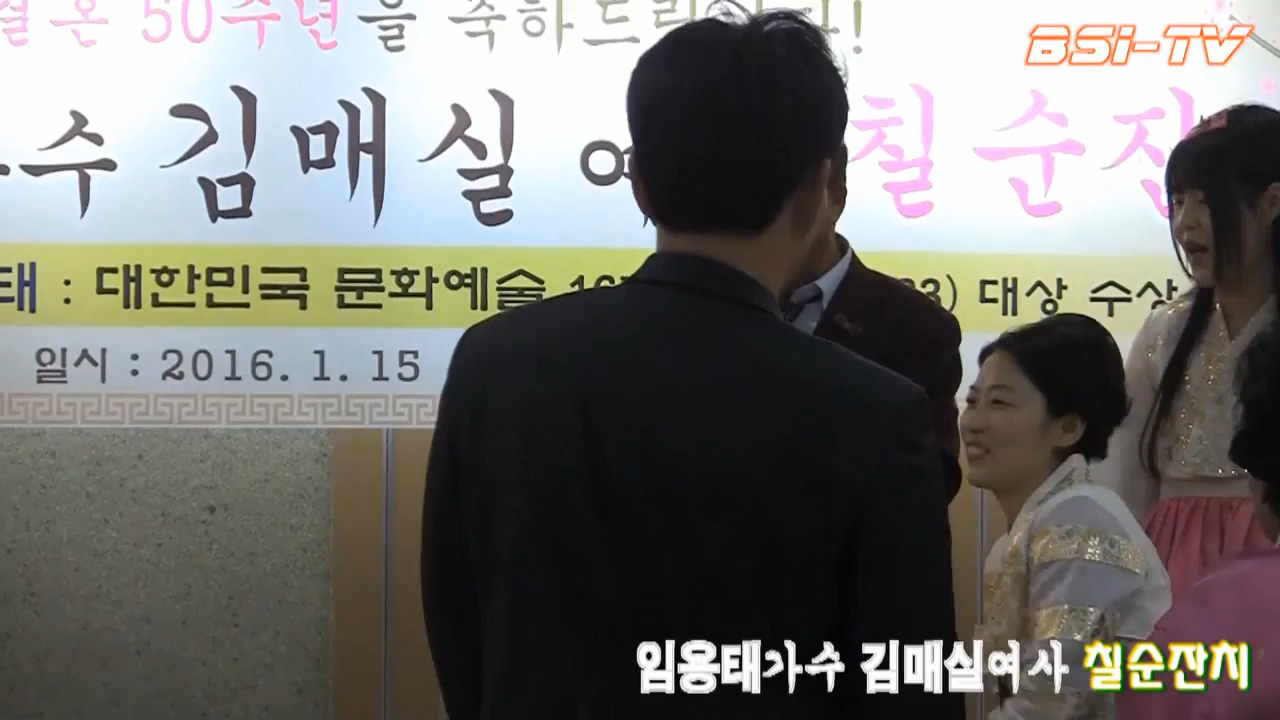 결혼 50주년을 축하드립니다!
BSi-TV
수 김매실 여 칠순잔
태 : 대한민국 문화예술 16 3) 대상 수상
일시 : 2016. 1. 15
임용태가수 김매실여사 칠순잔치